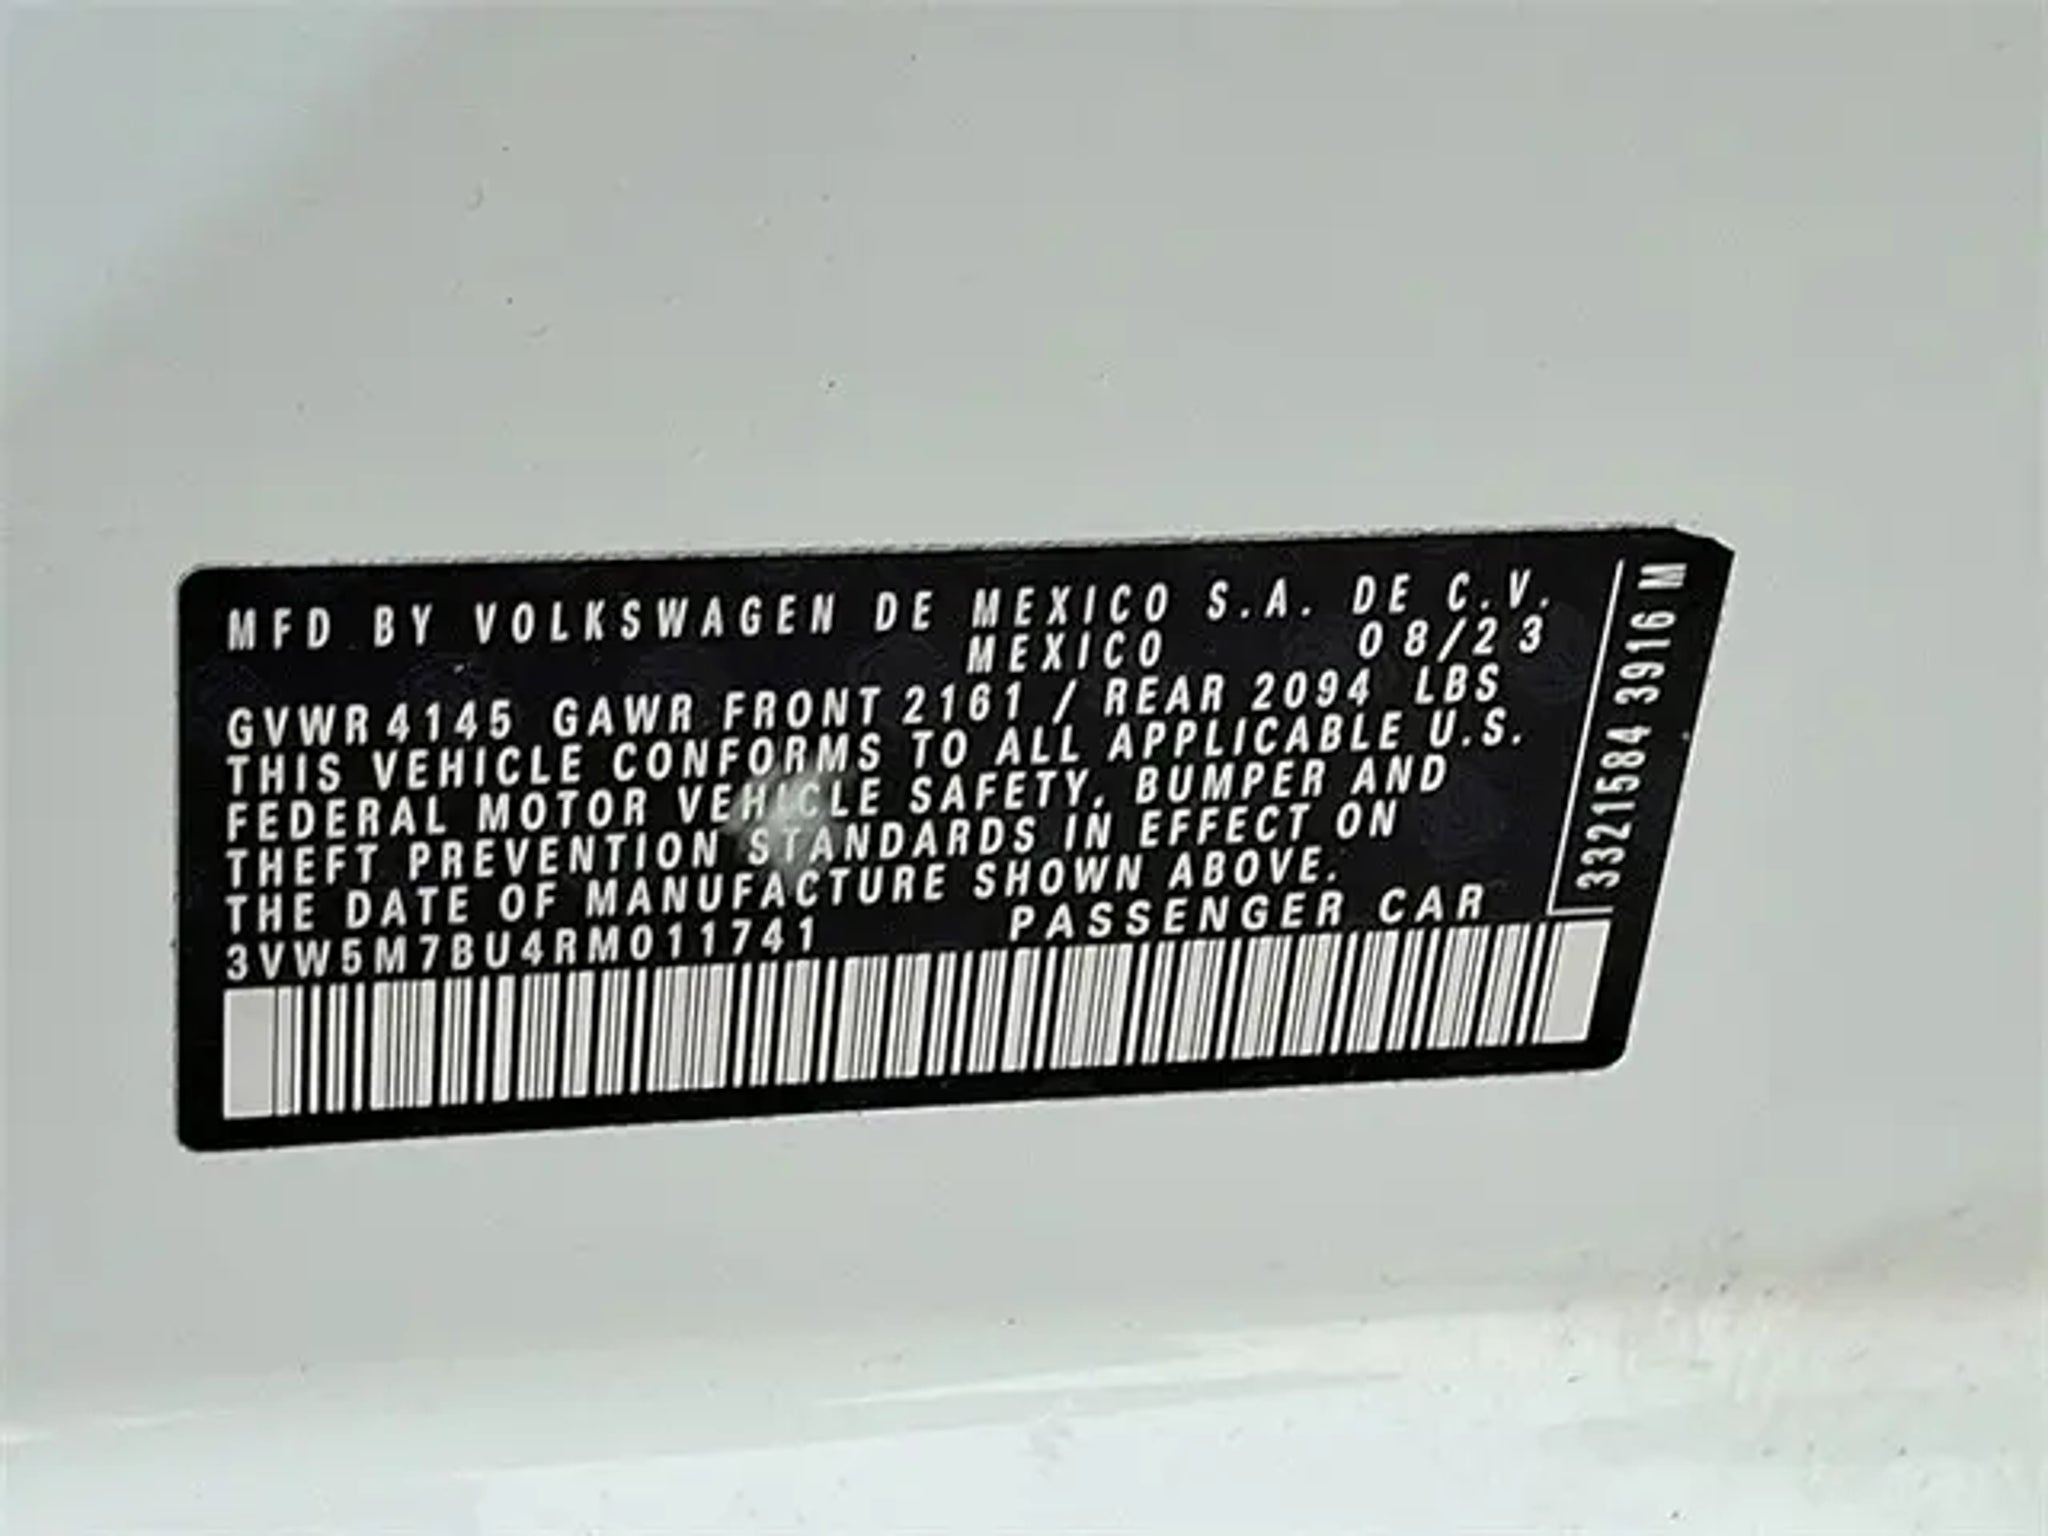 MFD BY VOLKSWAGEN DE MEXICO S.A. DE C.V.
MEXICO 08/23
GVWR 4145 GAWR FRONT 2161 / REAR 2094 LBS
THIS VEHICLE CONFORMS TO ALL APPLICABLE U.S.
FEDERAL MOTOR VEHICLE SAFETY, BUMPER AND
THEFT PREVENTION STANDARDS IN EFFECT ON
THE DATE OF MANUFACTURE SHOWN ABOVE.
3VW5M7BU4RM011741 PASSENGER CAR
3321584 3916 M